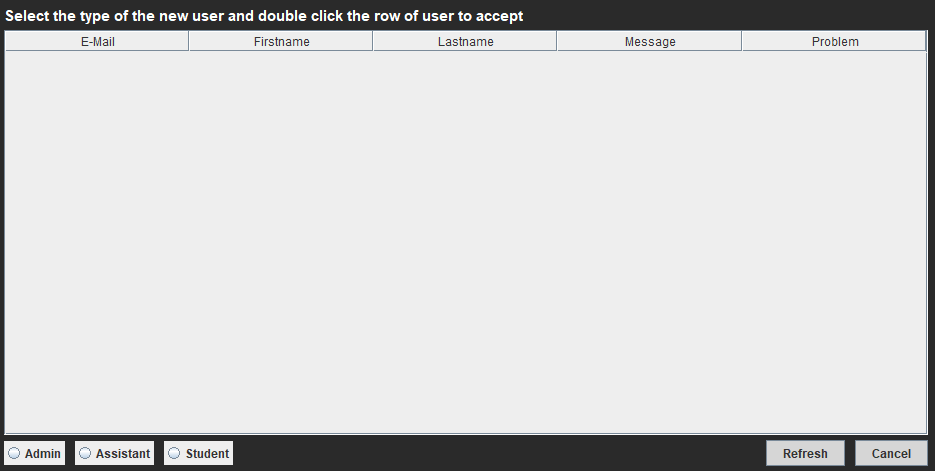 Select the type of the new user and double click the row of user to accept
E-Mail Firstname Lastname Message Problem
Admin Assistant Student Refresh Cancel